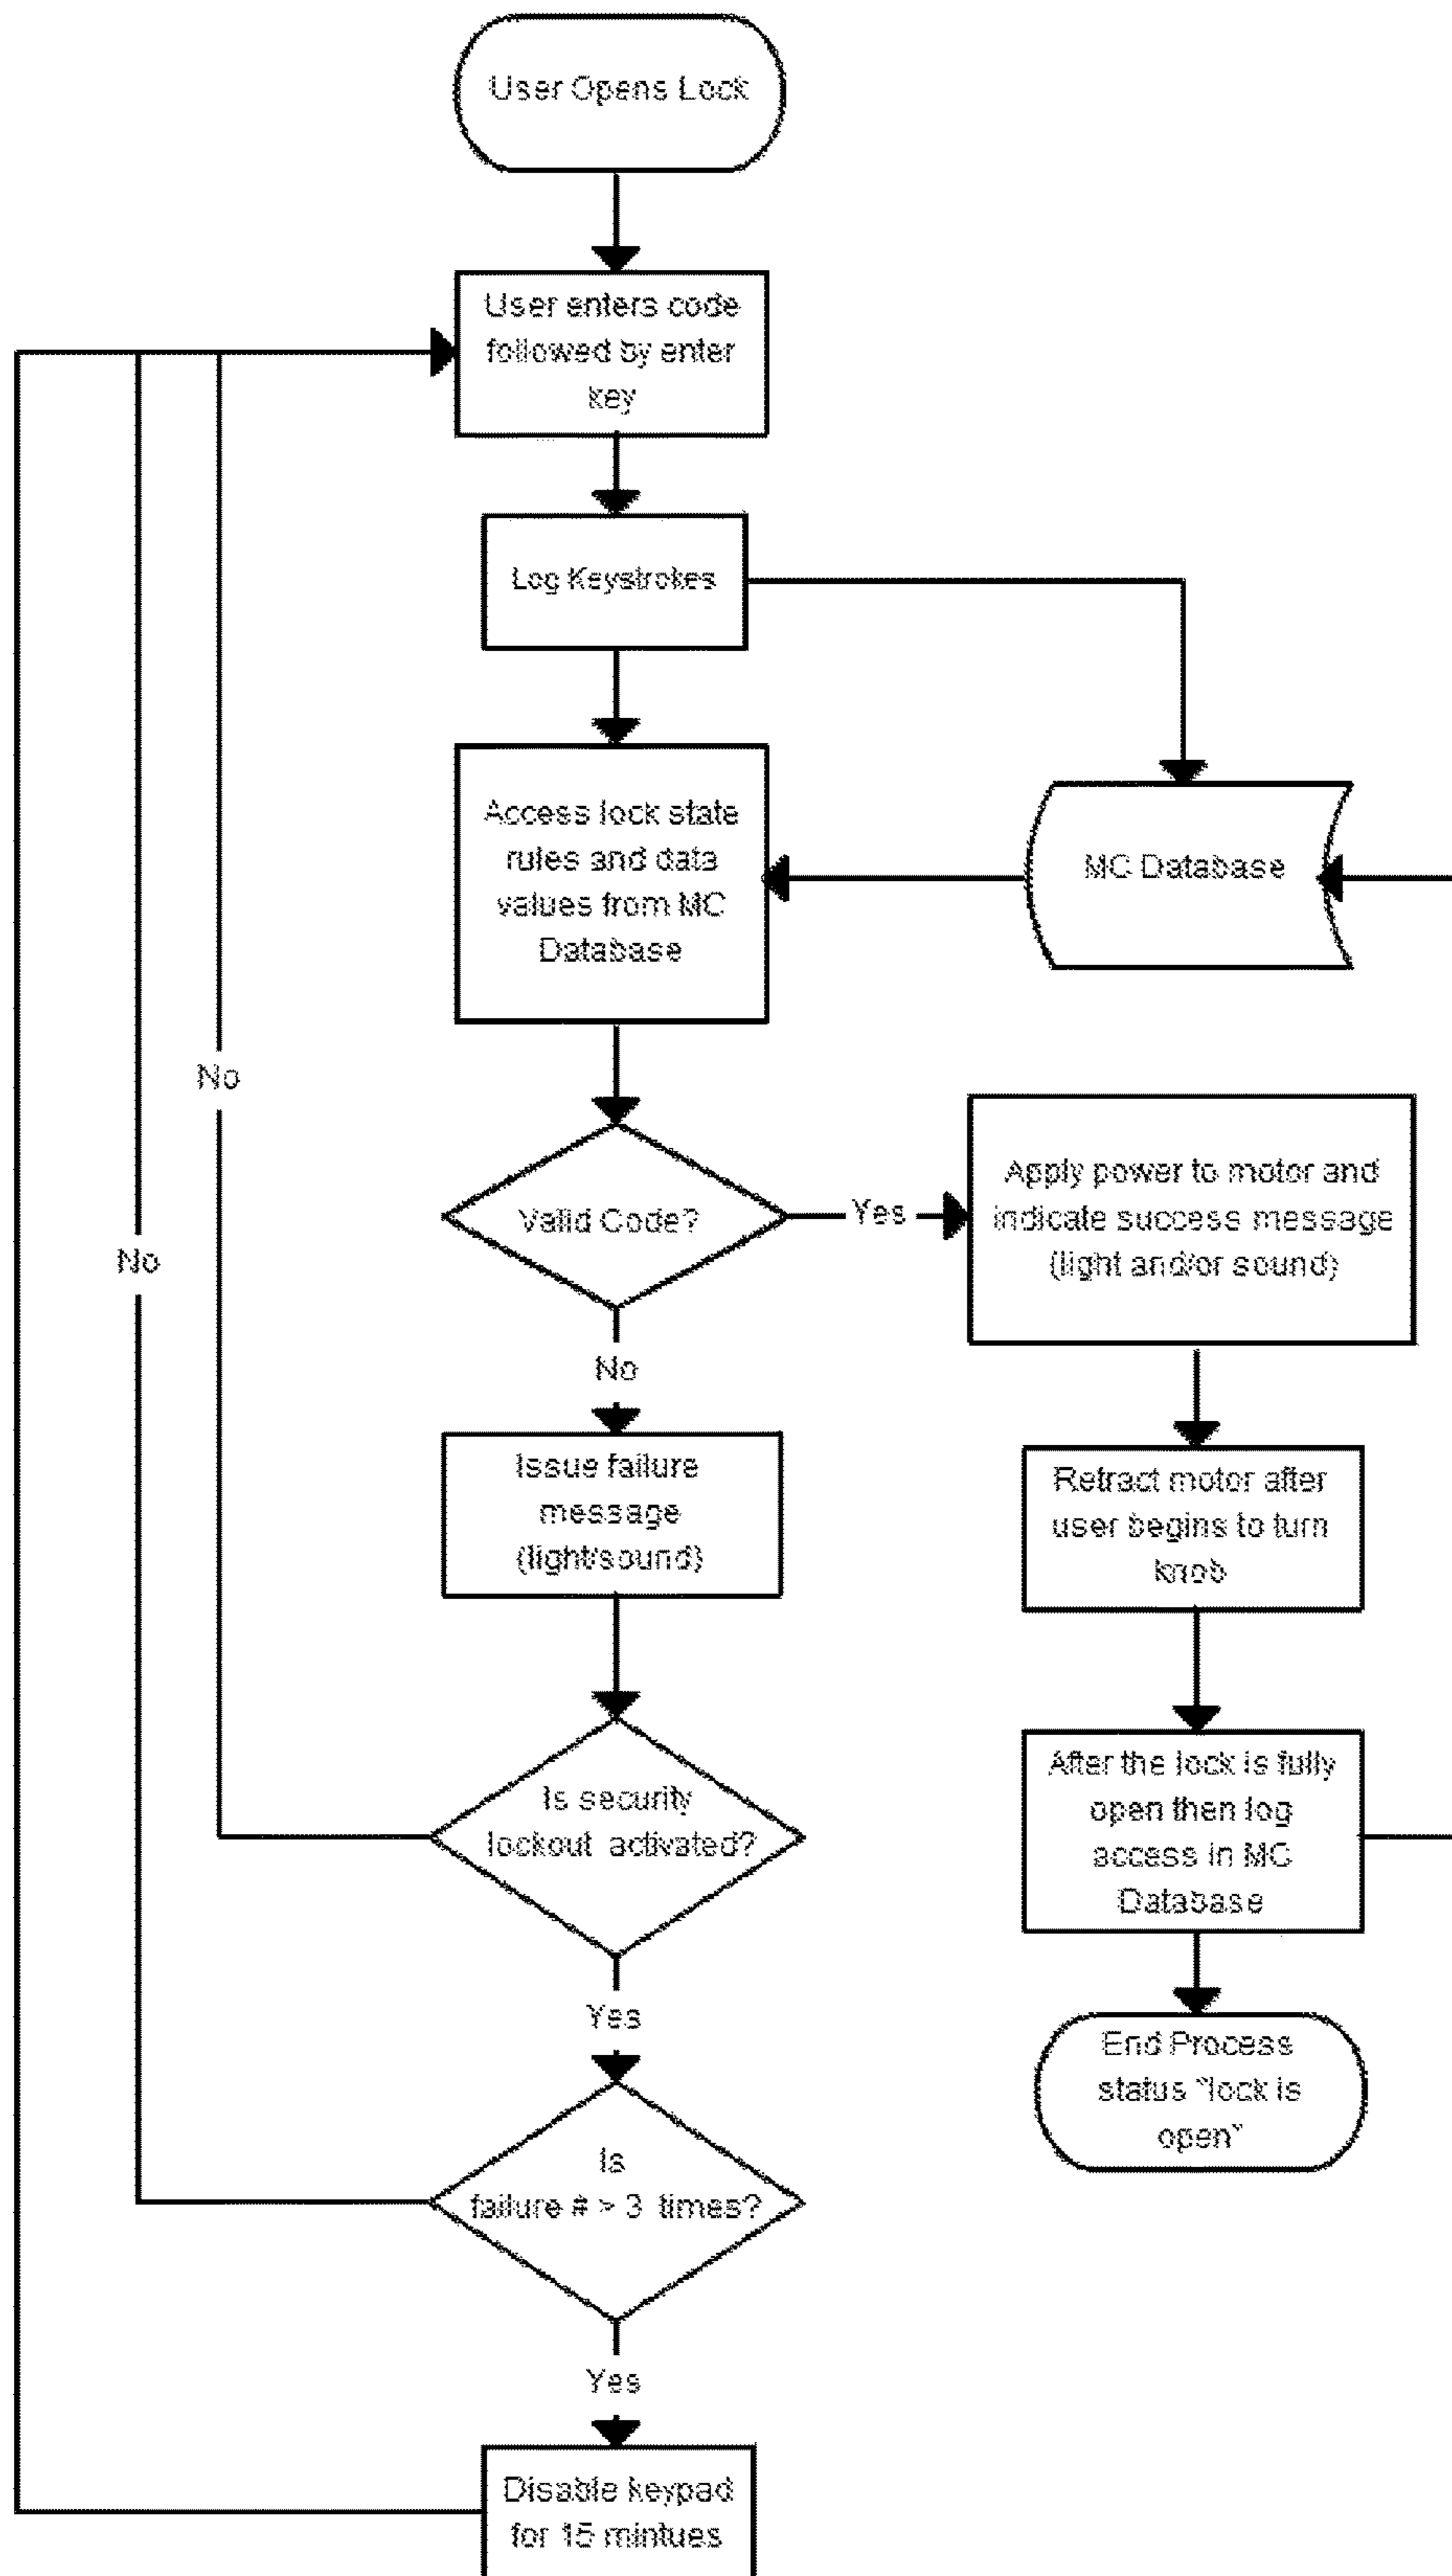 User Opens Lock
User enters code
followed by enter
key
Log Keystrokes
Access lock state
rules and data
values from MC
Database
MC Database
No
Valid Code?
Yes
Apply power to motor and
indicate success message
(light and/or sound)
No
No
Issue failure
message
(light/sound)
Retract motor after
user begins to turn
knob
Is security
lockout activated?
After the lock is fully
open then log
access in MC
Database
Yes
End Process
status "lock is
open"
Is
failure # > 3 times?
Yes
Disable keypad
for 15 mintues